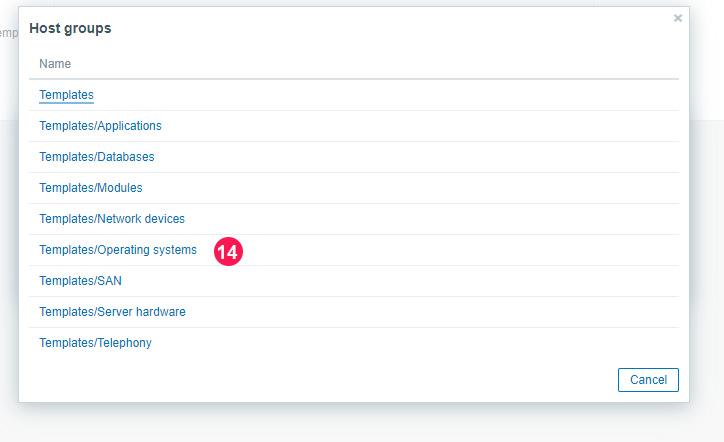 Host groups
Name
Templates
Templates/Applications
Templates/Databases
Templates/Modules
Templates/Network devices
Templates/Operating systems 14
Templates/SAN
Templates/Server hardware
Templates/Telephony
Cancel